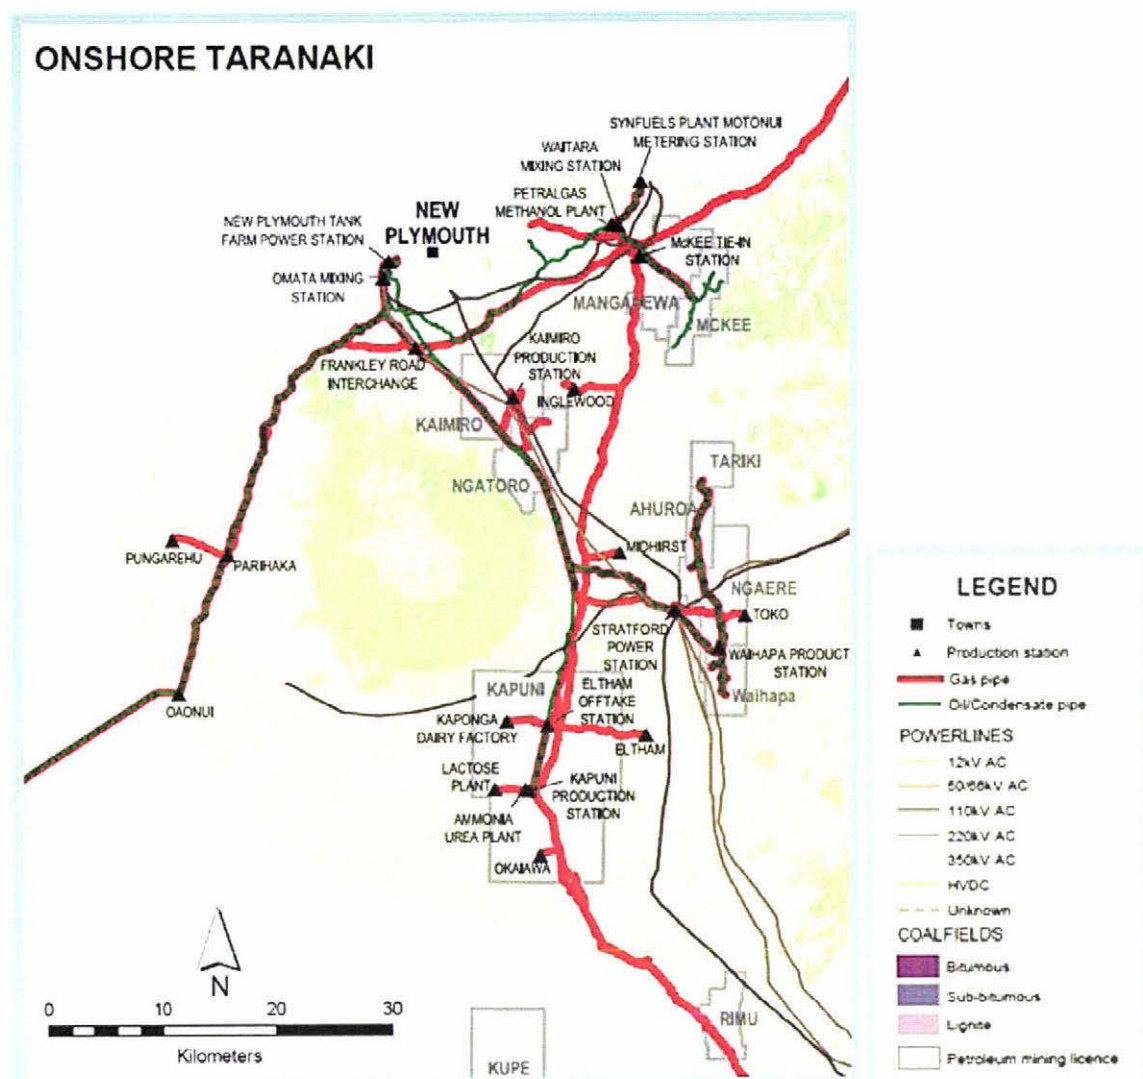 ONSHORE TARANAKI
SYNFUELS PLANT MOTONUI
METERING STATION
WAITARA
MIXING STATION
PETRALGAS
METHANOL PLANT
NEW
PLYMOUTH
NEW PLYMOUTH TANK
FARM POWER STATION
OMATA MIXING
STATION
McKEE TIE-IN
STATION
MANGAHEWA
MCKEE
KAIMIRO
PRODUCTION
STATION
FRANKLEY ROAD
INTERCHANGE
INGLEWOOD
KAIMIRO
NGATORO
TARIKI
AHUROA
PUNGAREHU
PARIHAKA
MIDHIRST
NGAERE
TOKO
STRATFORD
POWER
STATION
WAIHAPA PRODUCT
STATION
Waihapa
OAONUI
KAPUNI
ELTHAM
OFFTAKE
STATION
KAPONGA
DAIRY FACTORY
ELTHAM
LACTOSE
PLANT
KAPUNI
PRODUCTION
STATION
AMMONIA
UREA PLANT
OKAIAWA
N
0 10 20 30
Kilometers
RIMU
KUPE
LEGEND
Towns
Production station
Gas pipe
Oil/Condensate pipe
POWERLINES
12kV AC
50/66kV AC
110kV AC
220kV AC
350kV AC
HVDC
Unknown
COALFIELDS
Bitumous
Sub-bitumous
Lignite
Petroleum mining licence